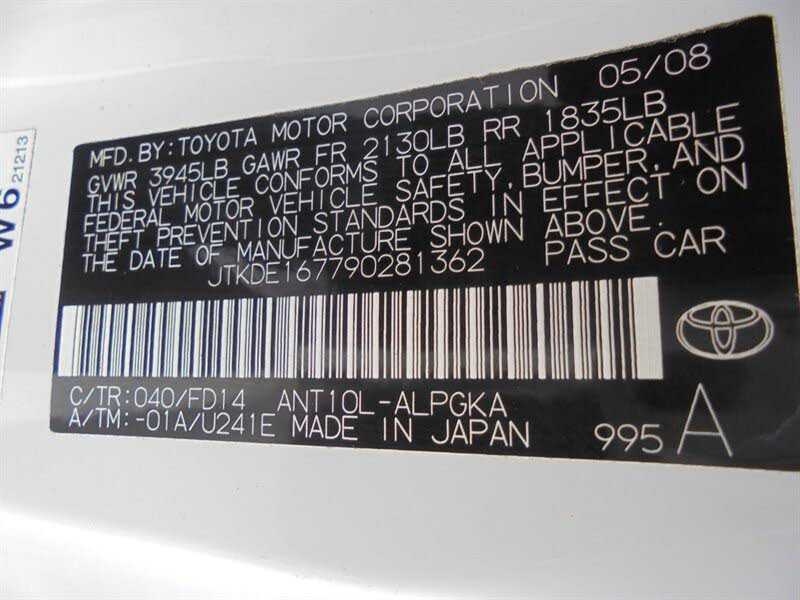 MFD. BY: TOYOTA MOTOR CORPORATION 05/08
GVWR 3945LB GAWR FR 2130LB RR 1835LB
THIS VEHICLE CONFORMS TO ALL APPLICABLE
FEDERAL MOTOR VEHICLE SAFETY, BUMPER, AND
THEFT PREVENTION STANDARDS IN EFFECT ON
THE DATE OF MANUFACTURE SHOWN ABOVE.
JTKDE167790281362 PASS CAR
C/TR: 040/FD14 ANT10L-ALPGKA
A/TM: -01A/U241E MADE IN JAPAN 995 A
W6
21213